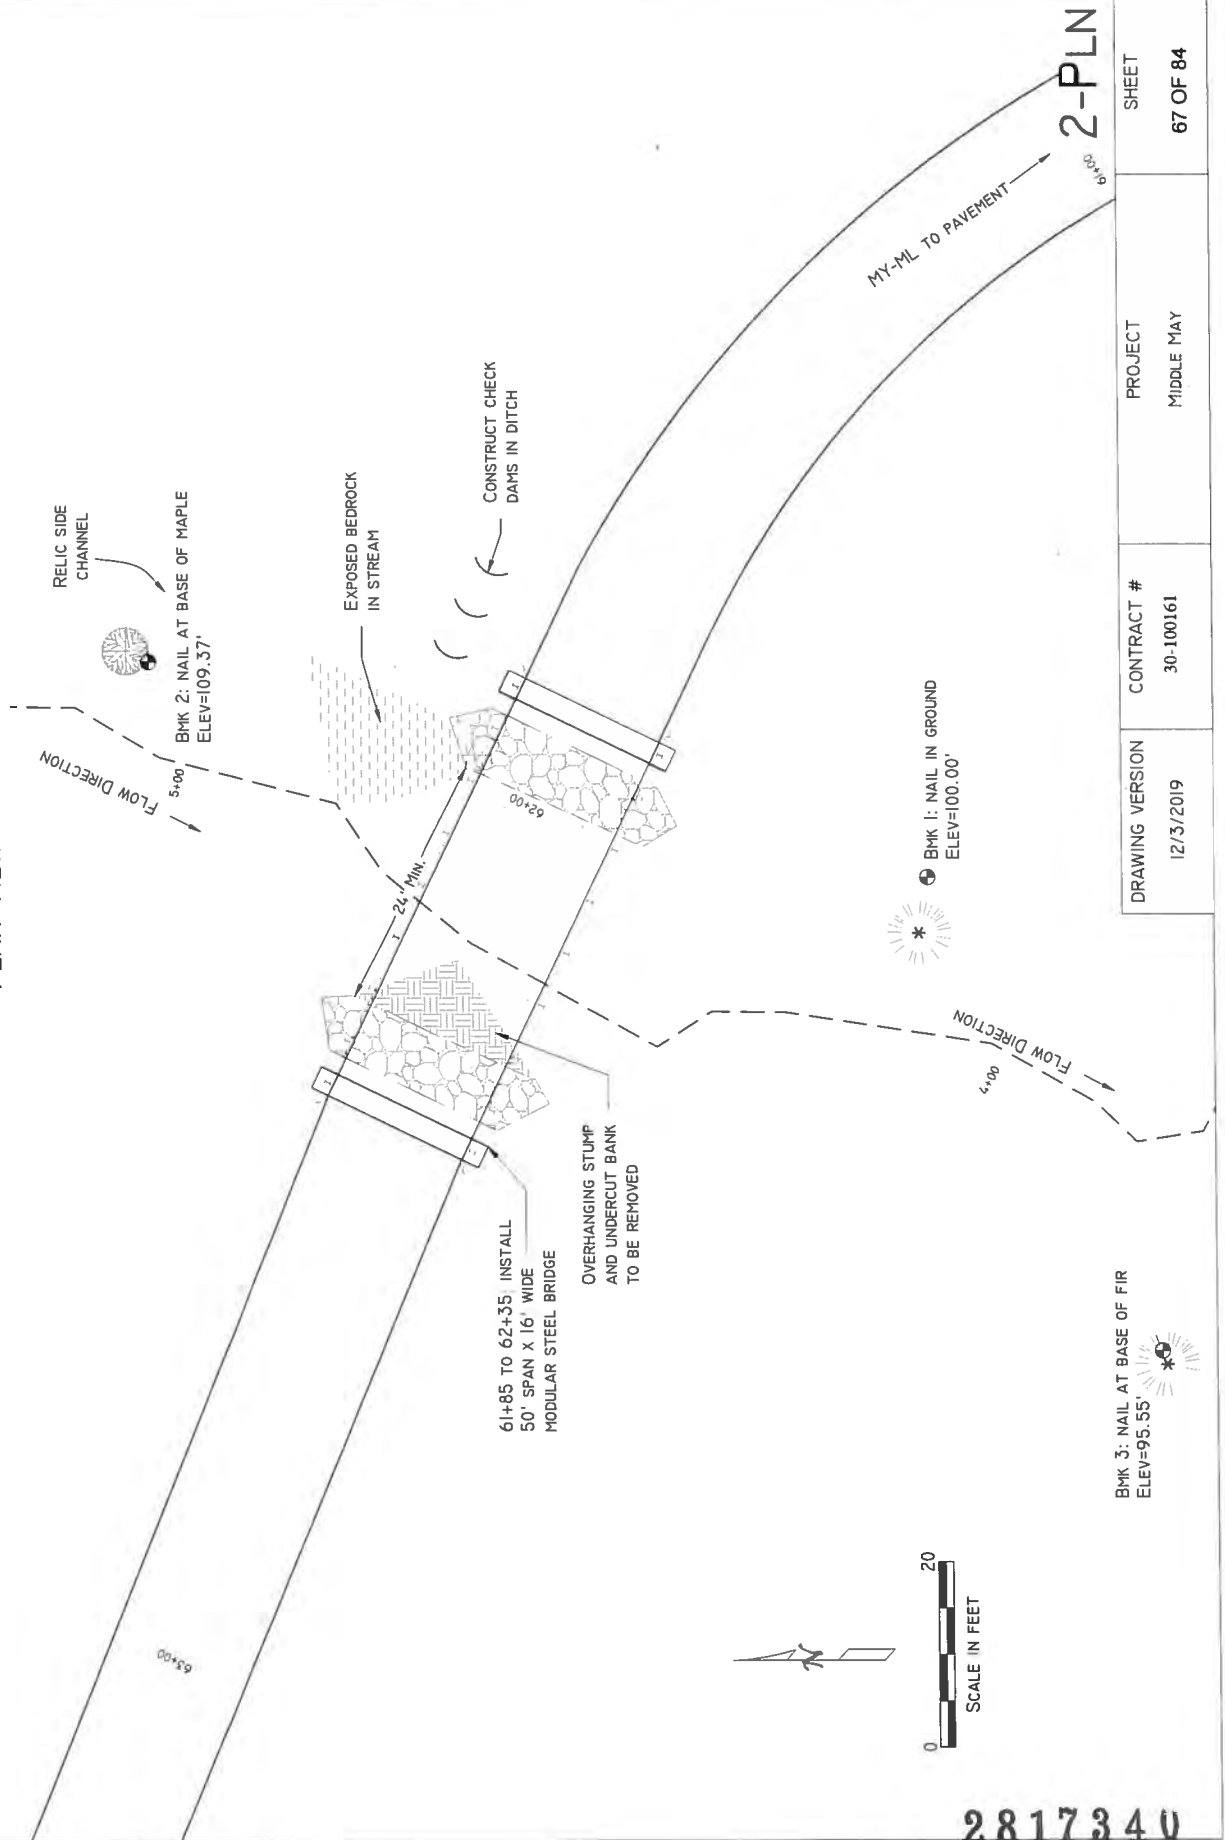 RELIC SIDE
CHANNEL
BMK 2: NAIL AT BASE OF MAPLE
ELEV=109.37'
FLOW DIRECTION
5+00
EXPOSED BEDROCK
IN STREAM
CONSTRUCT CHECK
DAMS IN DITCH
24' MIN.
62+00
MY-ML TO PAVEMENT
61+00
2-PLN
63+00
61+85 TO 62+35: INSTALL
50' SPAN X 16' WIDE
MODULAR STEEL BRIDGE
OVERHANGING STUMP
AND UNDERCUT BANK
TO BE REMOVED
BMK 1: NAIL IN GROUND
ELEV=100.00'
FLOW DIRECTION
4+00
BMK 3: NAIL AT BASE OF FIR
ELEV=95.55'
N
0 20
SCALE IN FEET
DRAWING VERSION
12/3/2019
CONTRACT #
30-100161
PROJECT
MIDDLE MAY
SHEET
67 OF 84